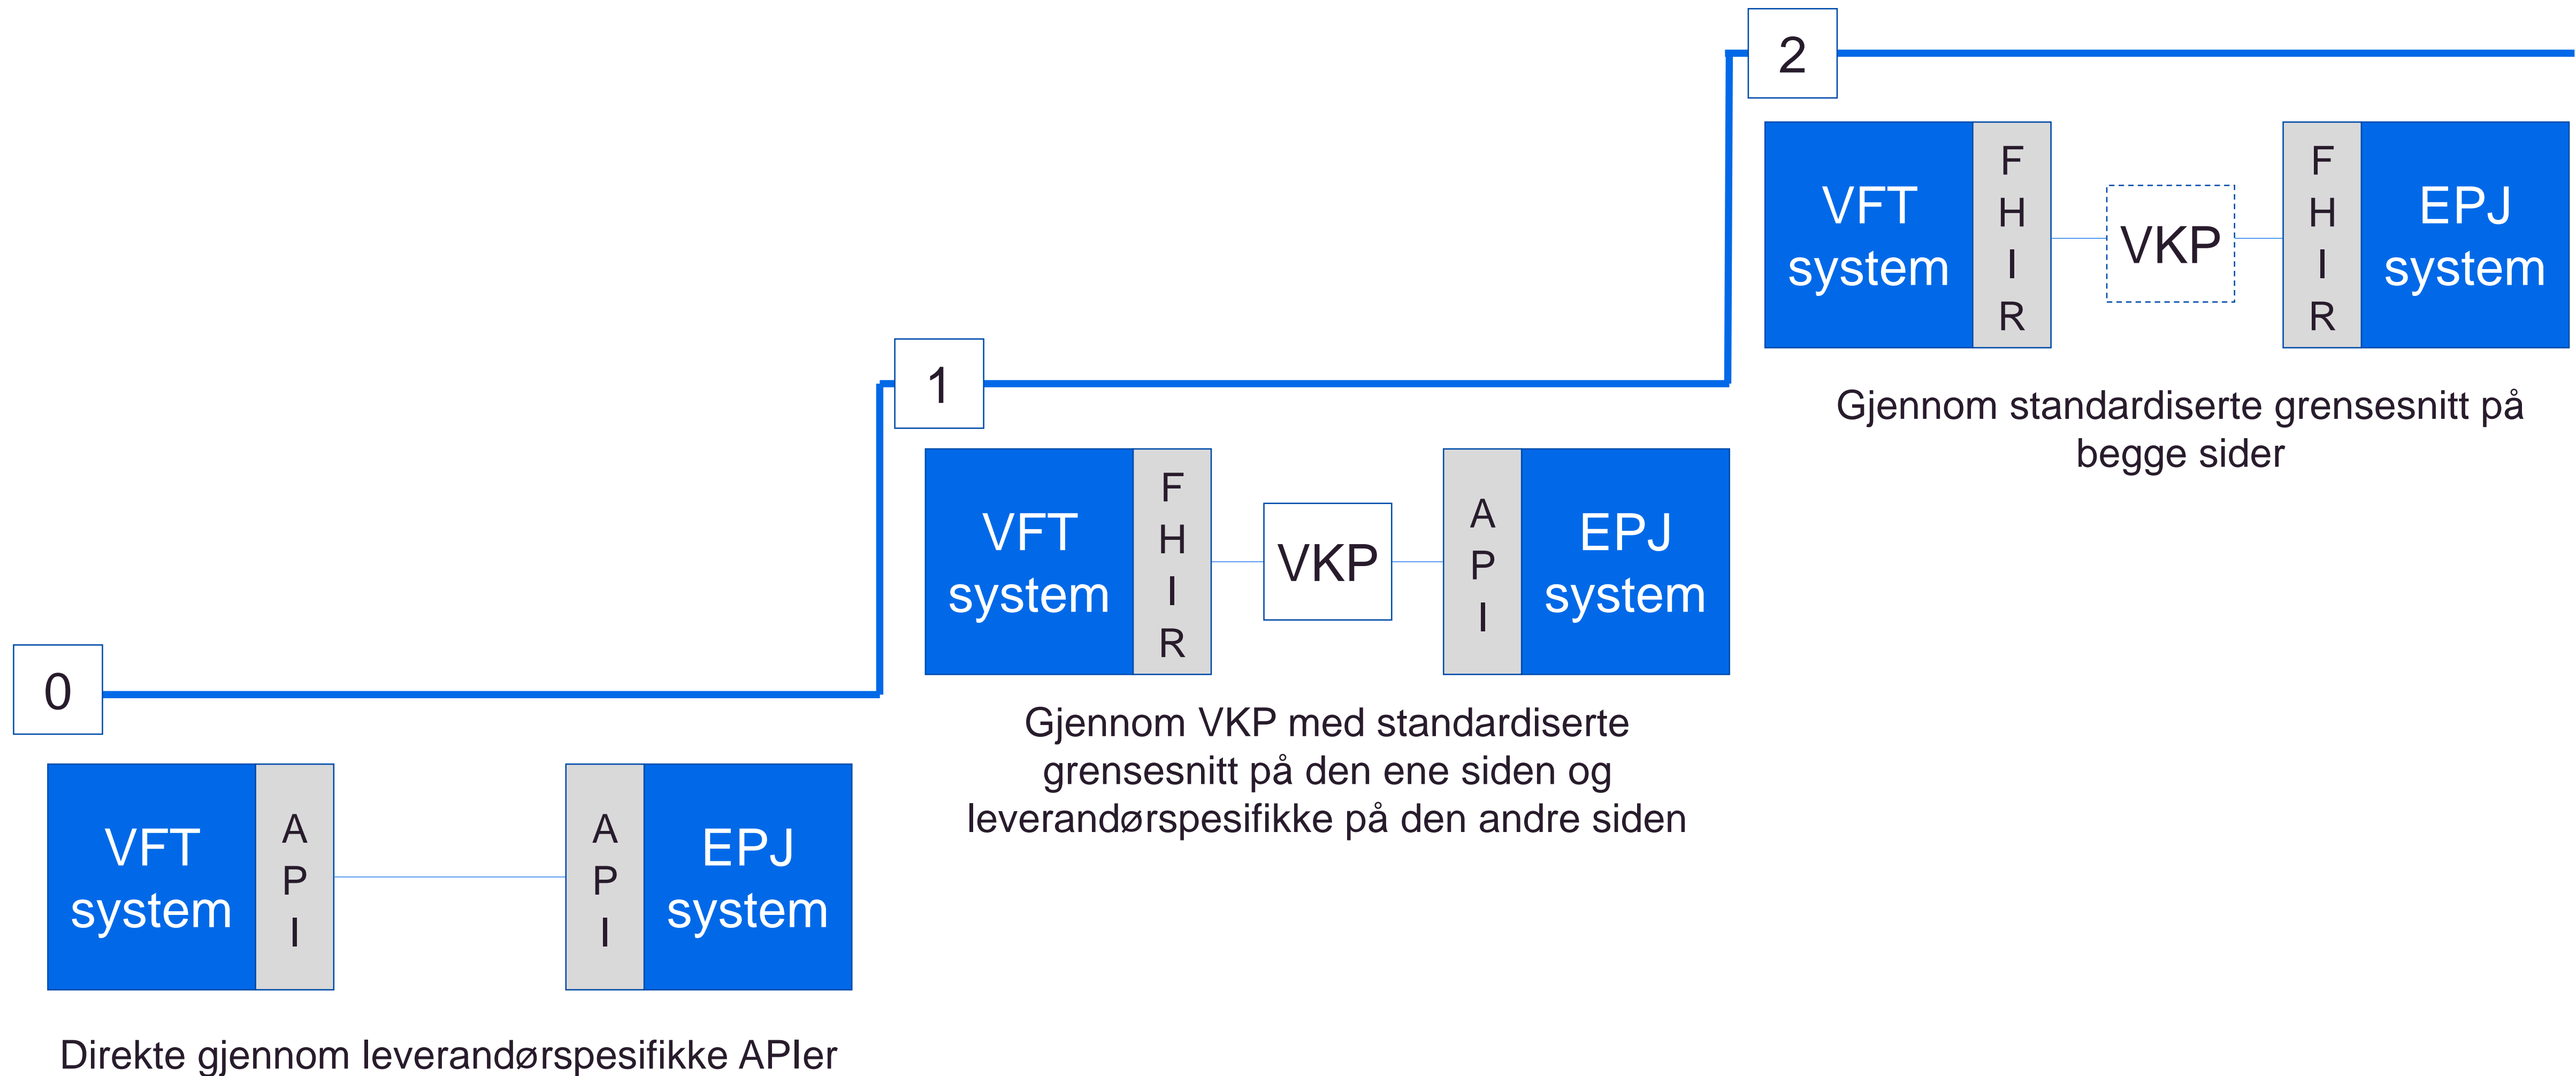 2
VFT
system
F
H
I
R
VKP
F
H
I
R
EPJ
system
Gjennom standardiserte grensesnitt på
begge sider
1
VFT
system
F
H
I
R
VKP
A
P
I
EPJ
system
Gjennom VKP med standardiserte
grensesnitt på den ene siden og
leverandørspesifikke på den andre siden
0
VFT
system
A
P
I
A
P
I
EPJ
system
Direkte gjennom leverandørspesifikke APIer